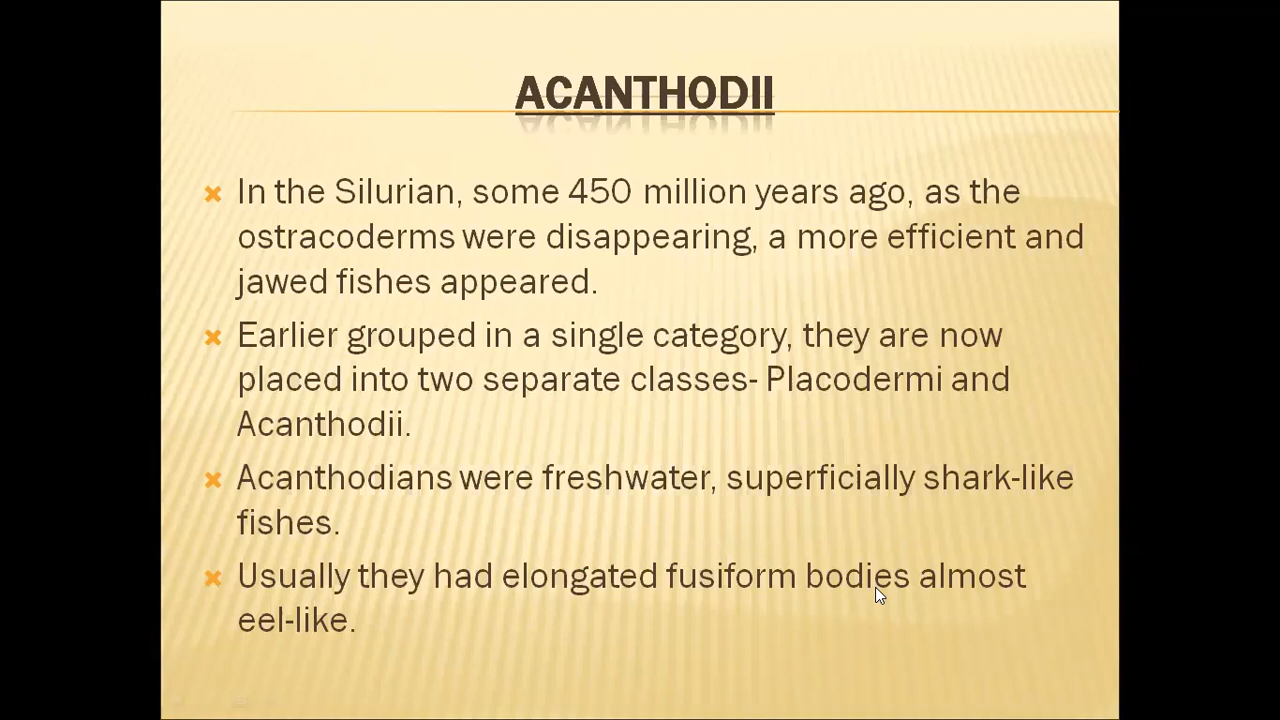 ACANTHODII
In the Silurian, some 450 million years ago, as the
ostracoderms were disappearing, a more efficient and
jawed fishes appeared.
Earlier grouped in a single category, they are now
placed into two separate classes- Placodermi and
Acanthodii.
Acanthodians were freshwater, superficially shark-like
fishes.
Usually they had elongated fusiform bodies almost
eel-like.